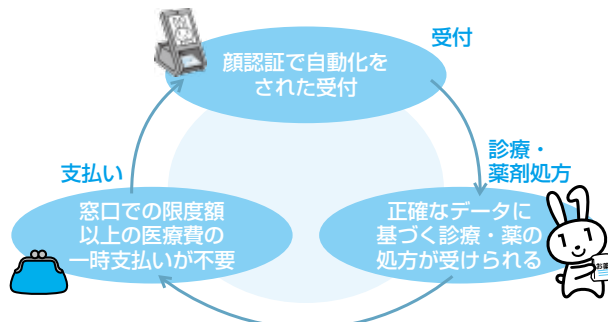 受付
顔認証で自動化を
された受付
診療・
薬剤処方
正確なデータに
基づく診療・薬の
処方が受けられる
支払い
窓口での限度額
以上の医療費の
一時支払いが不要